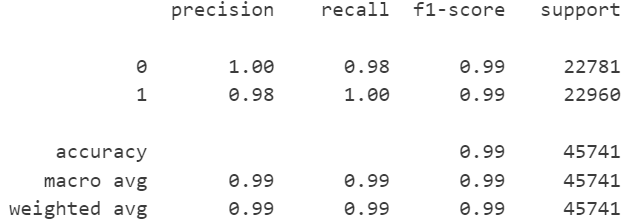 precision recall f1-score support
0 1.00 0.98 0.99 22781
1 0.98 1.00 0.99 22960
accuracy 0.99 45741
macro avg 0.99 0.99 0.99 45741
weighted avg 0.99 0.99 0.99 45741